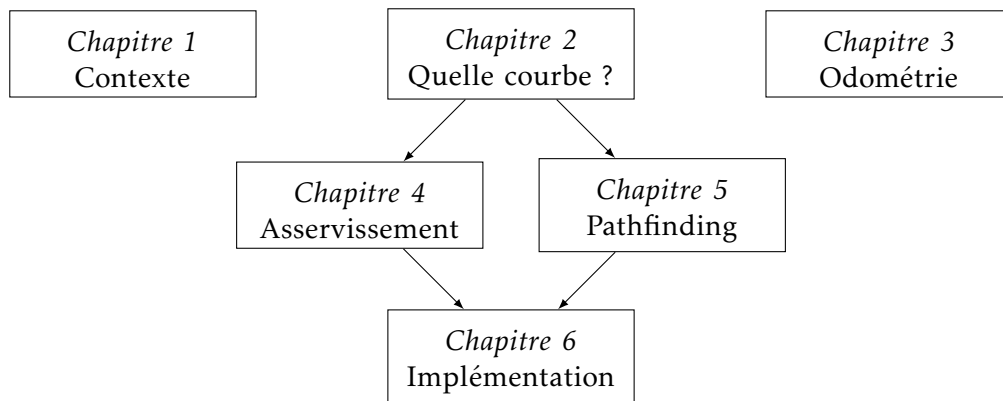 Chapitre 1
Contexte
Chapitre 2
Quelle courbe ?
Chapitre 3
Odométrie
Chapitre 4
Asservissement
Chapitre 5
Pathfinding
Chapitre 6
Implémentation